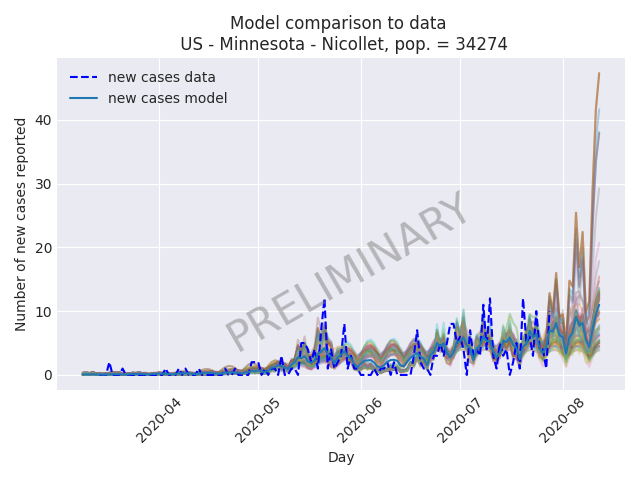 Model comparison to data
US - Minnesota - Nicollet, pop. = 34274
new cases data
new cases model
PRELIMINARY
Number of new cases reported
40
30
20
10
0
2020-04
2020-05
2020-06
2020-07
2020-08
Day